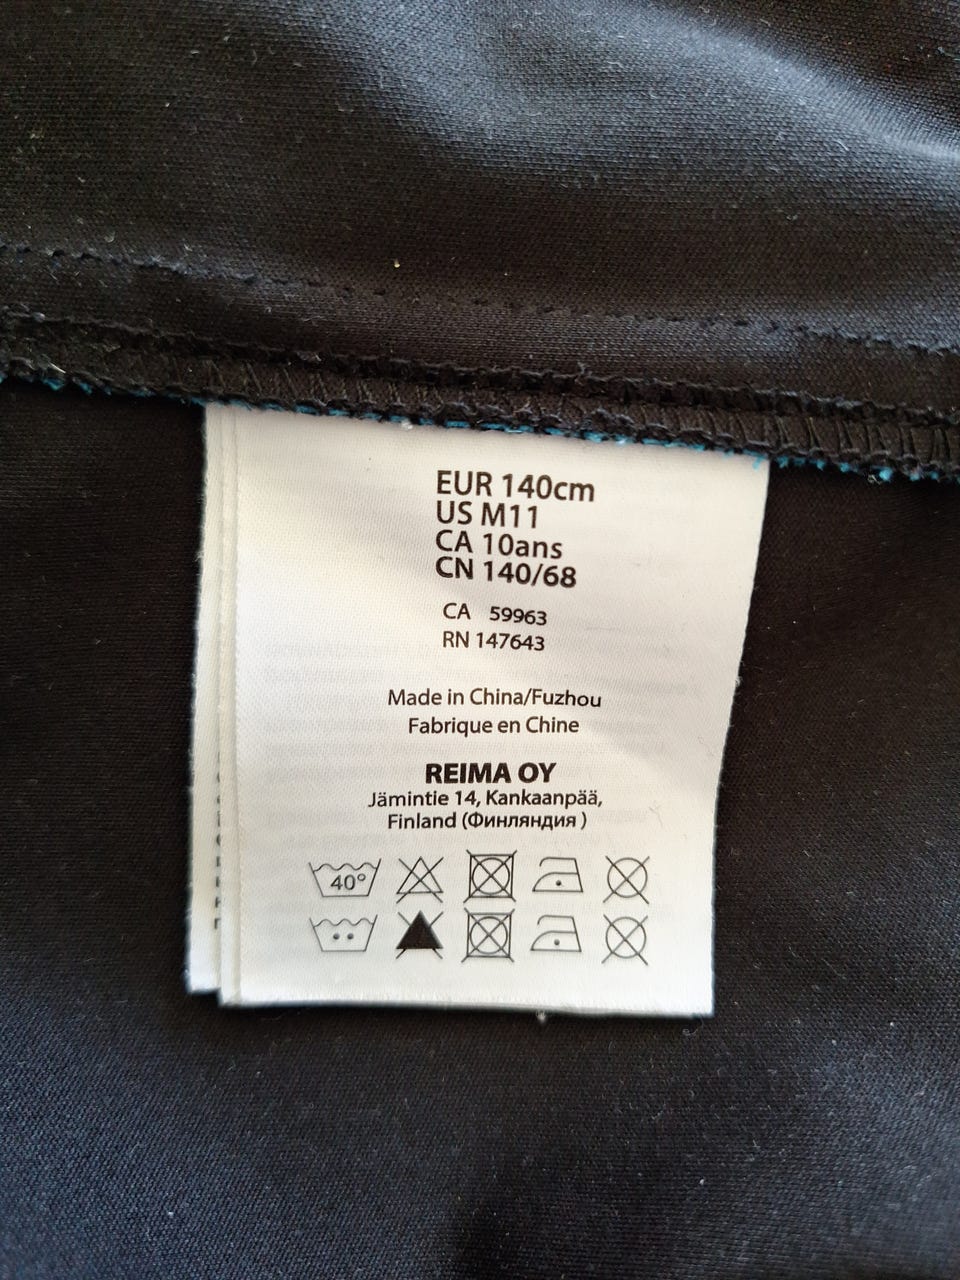 EUR 140cm
US M11
CA 10ans
CN 140/68
CA 59963
RN 147643
Made in China/Fuzhou
Fabrique en Chine
REIMA OY
Jämintie 14, Kankaanpää,
Finland (Финляндия )
40°